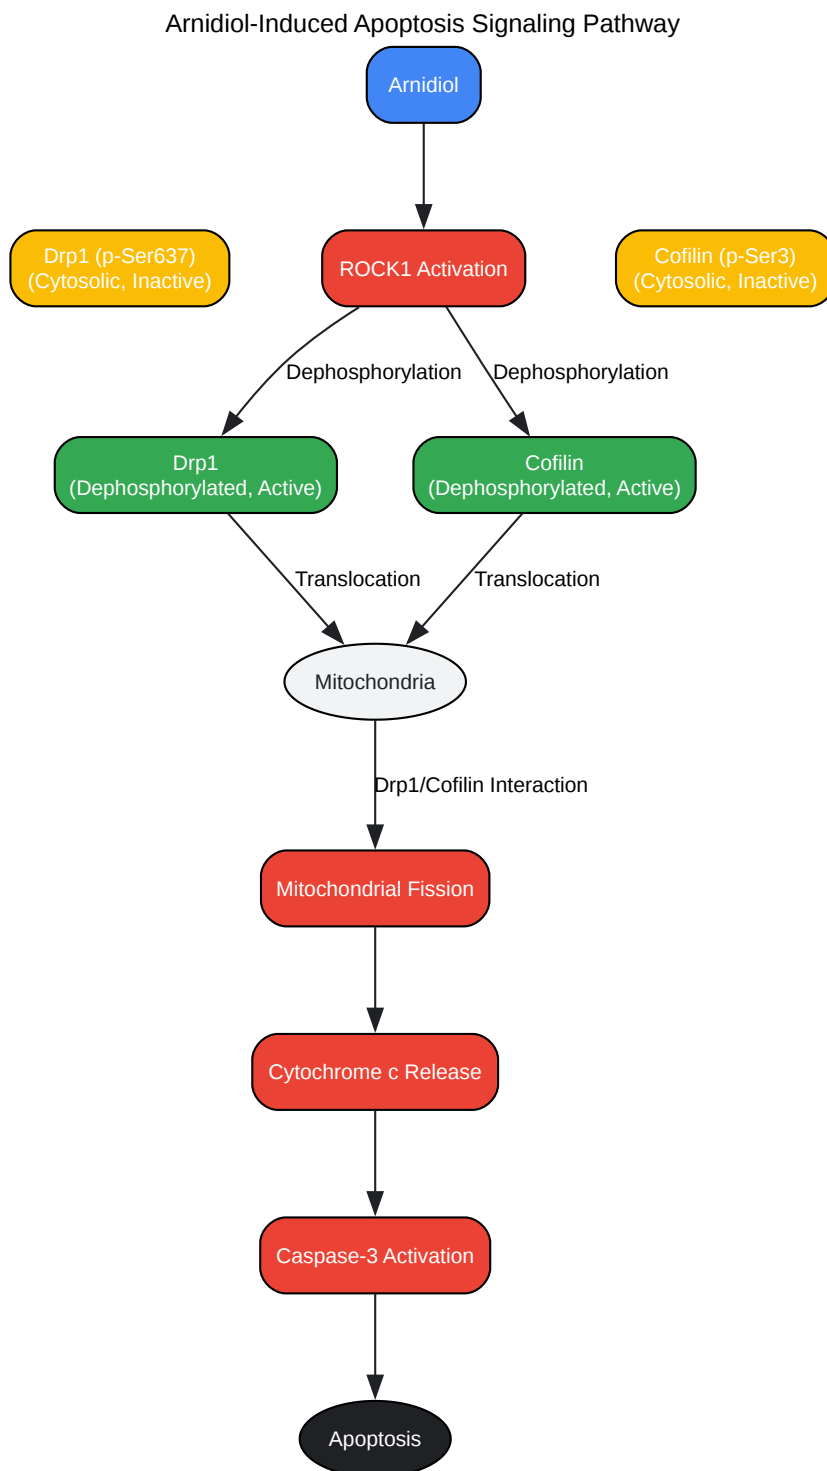 Arnidiol-Induced Apoptosis Signaling Pathway
Arnidiol
Drp1 (p-Ser637)
(Cytosolic, Inactive)
ROCK1 Activation
Cofilin (p-Ser3)
(Cytosolic, Inactive)
Dephosphorylation
Dephosphorylation
Drp1
(Dephosphorylated, Active)
Cofilin
(Dephosphorylated, Active)
Translocation
Translocation
Mitochondria
Drp1/Cofilin Interaction
Mitochondrial Fission
Cytochrome c Release
Caspase-3 Activation
Apoptosis